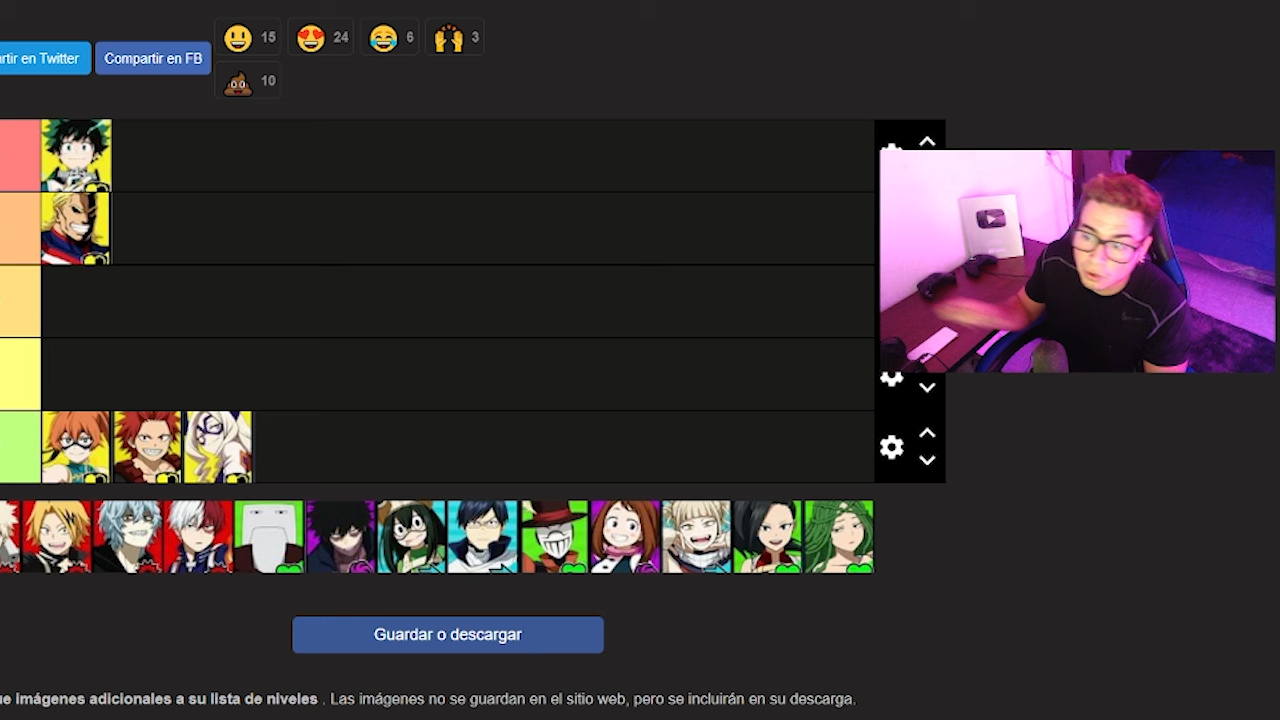 15 24 6 3
rtir en Twitter Compartir en FB
10
Guardar o descargar
ue imágenes adicionales a su lista de niveles . Las imágenes no se guardan en el sitio web, pero se incluirán en su descarga.